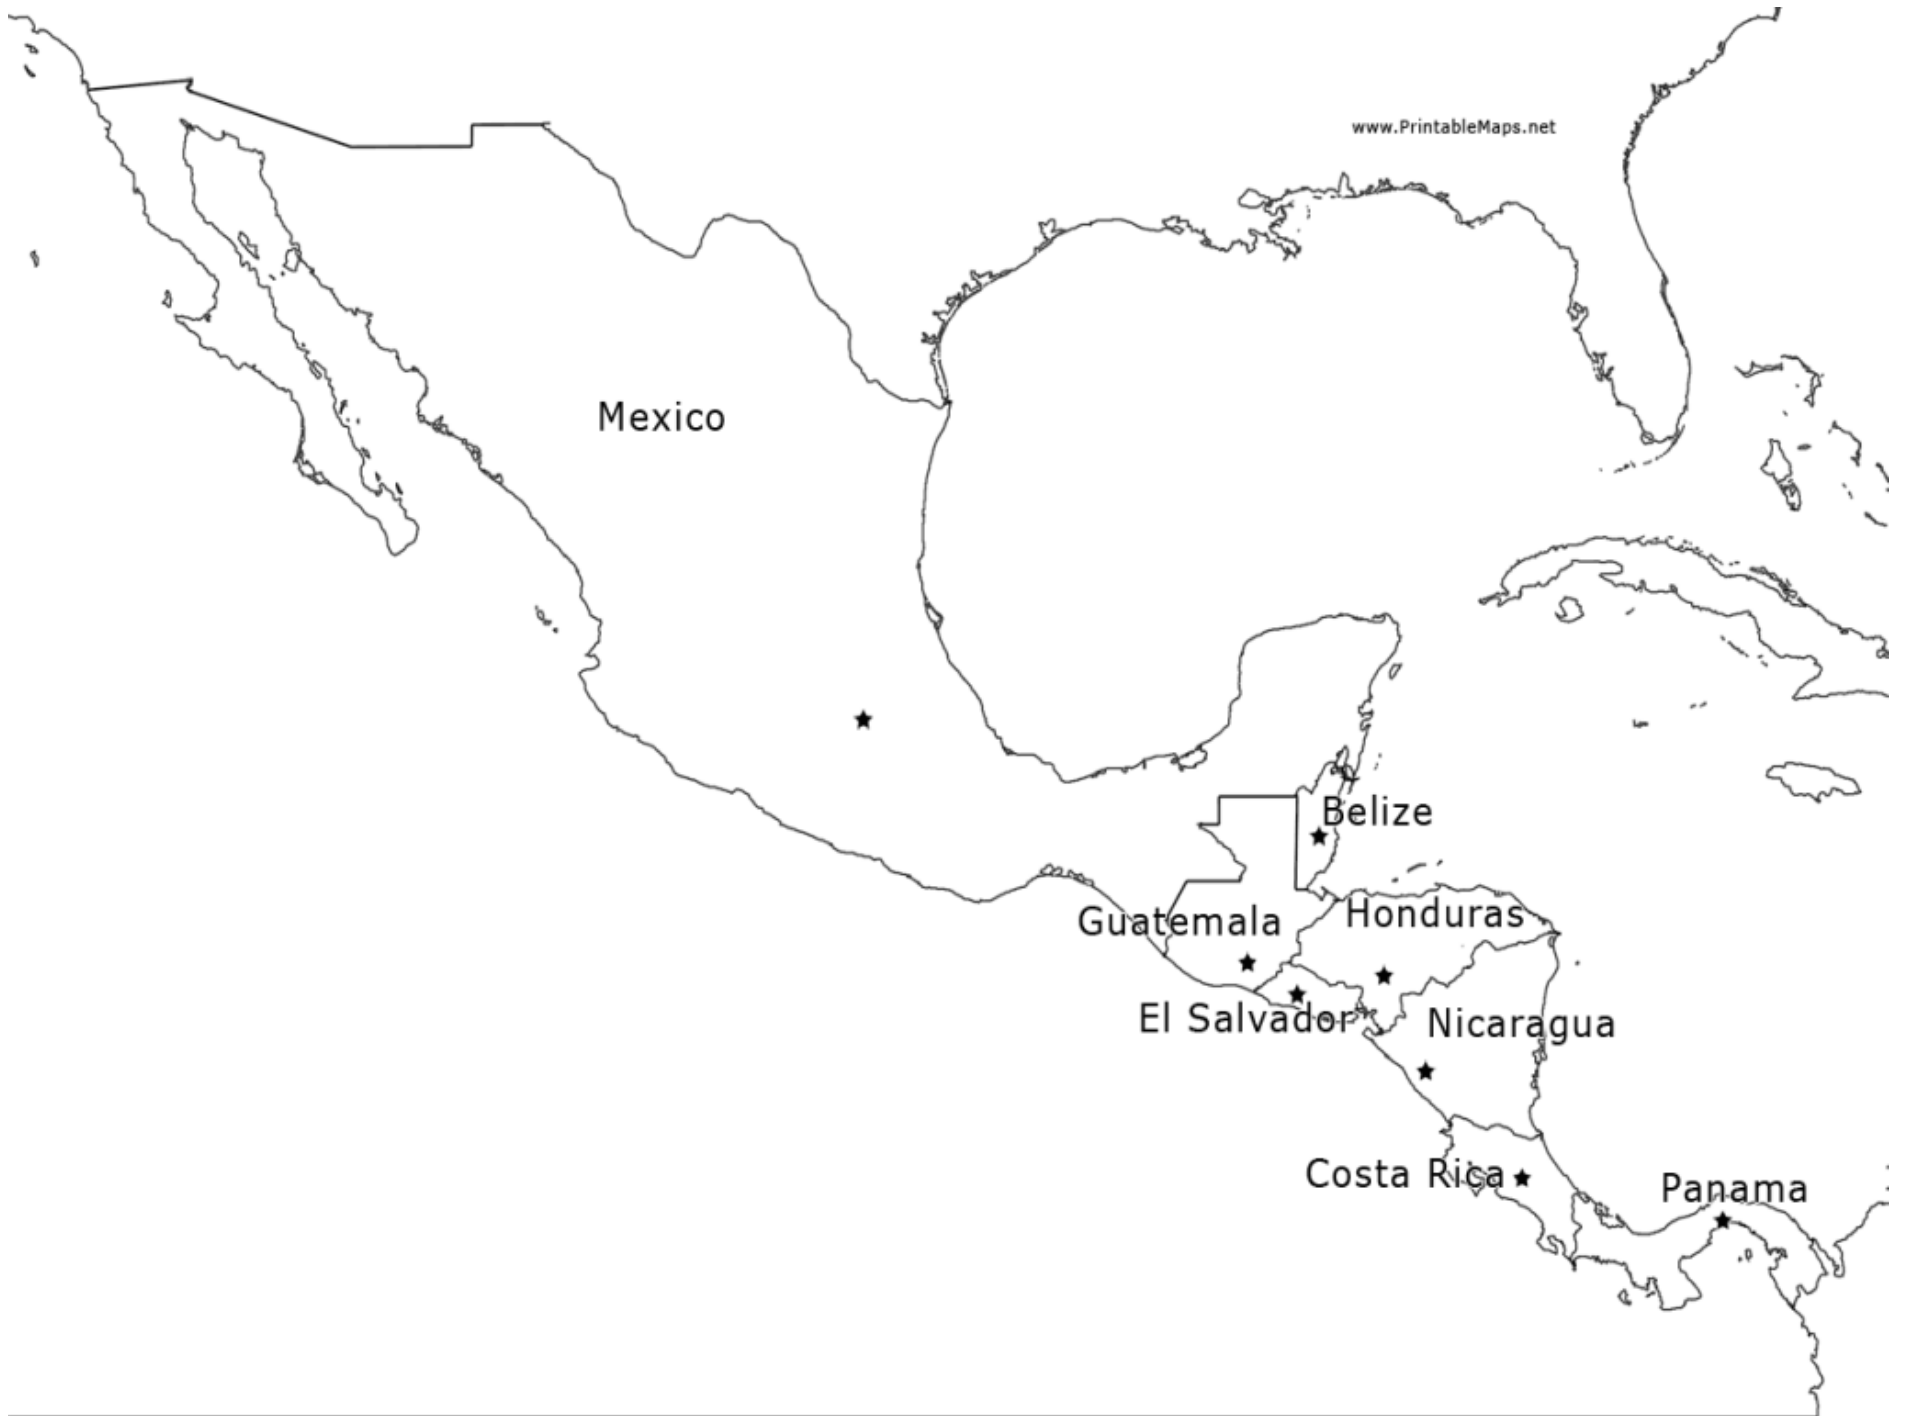 www.PrintableMaps.net
Mexico
Belize
Guatemala
Honduras
El Salvador
Nicaragua
Costa Rica
Panama